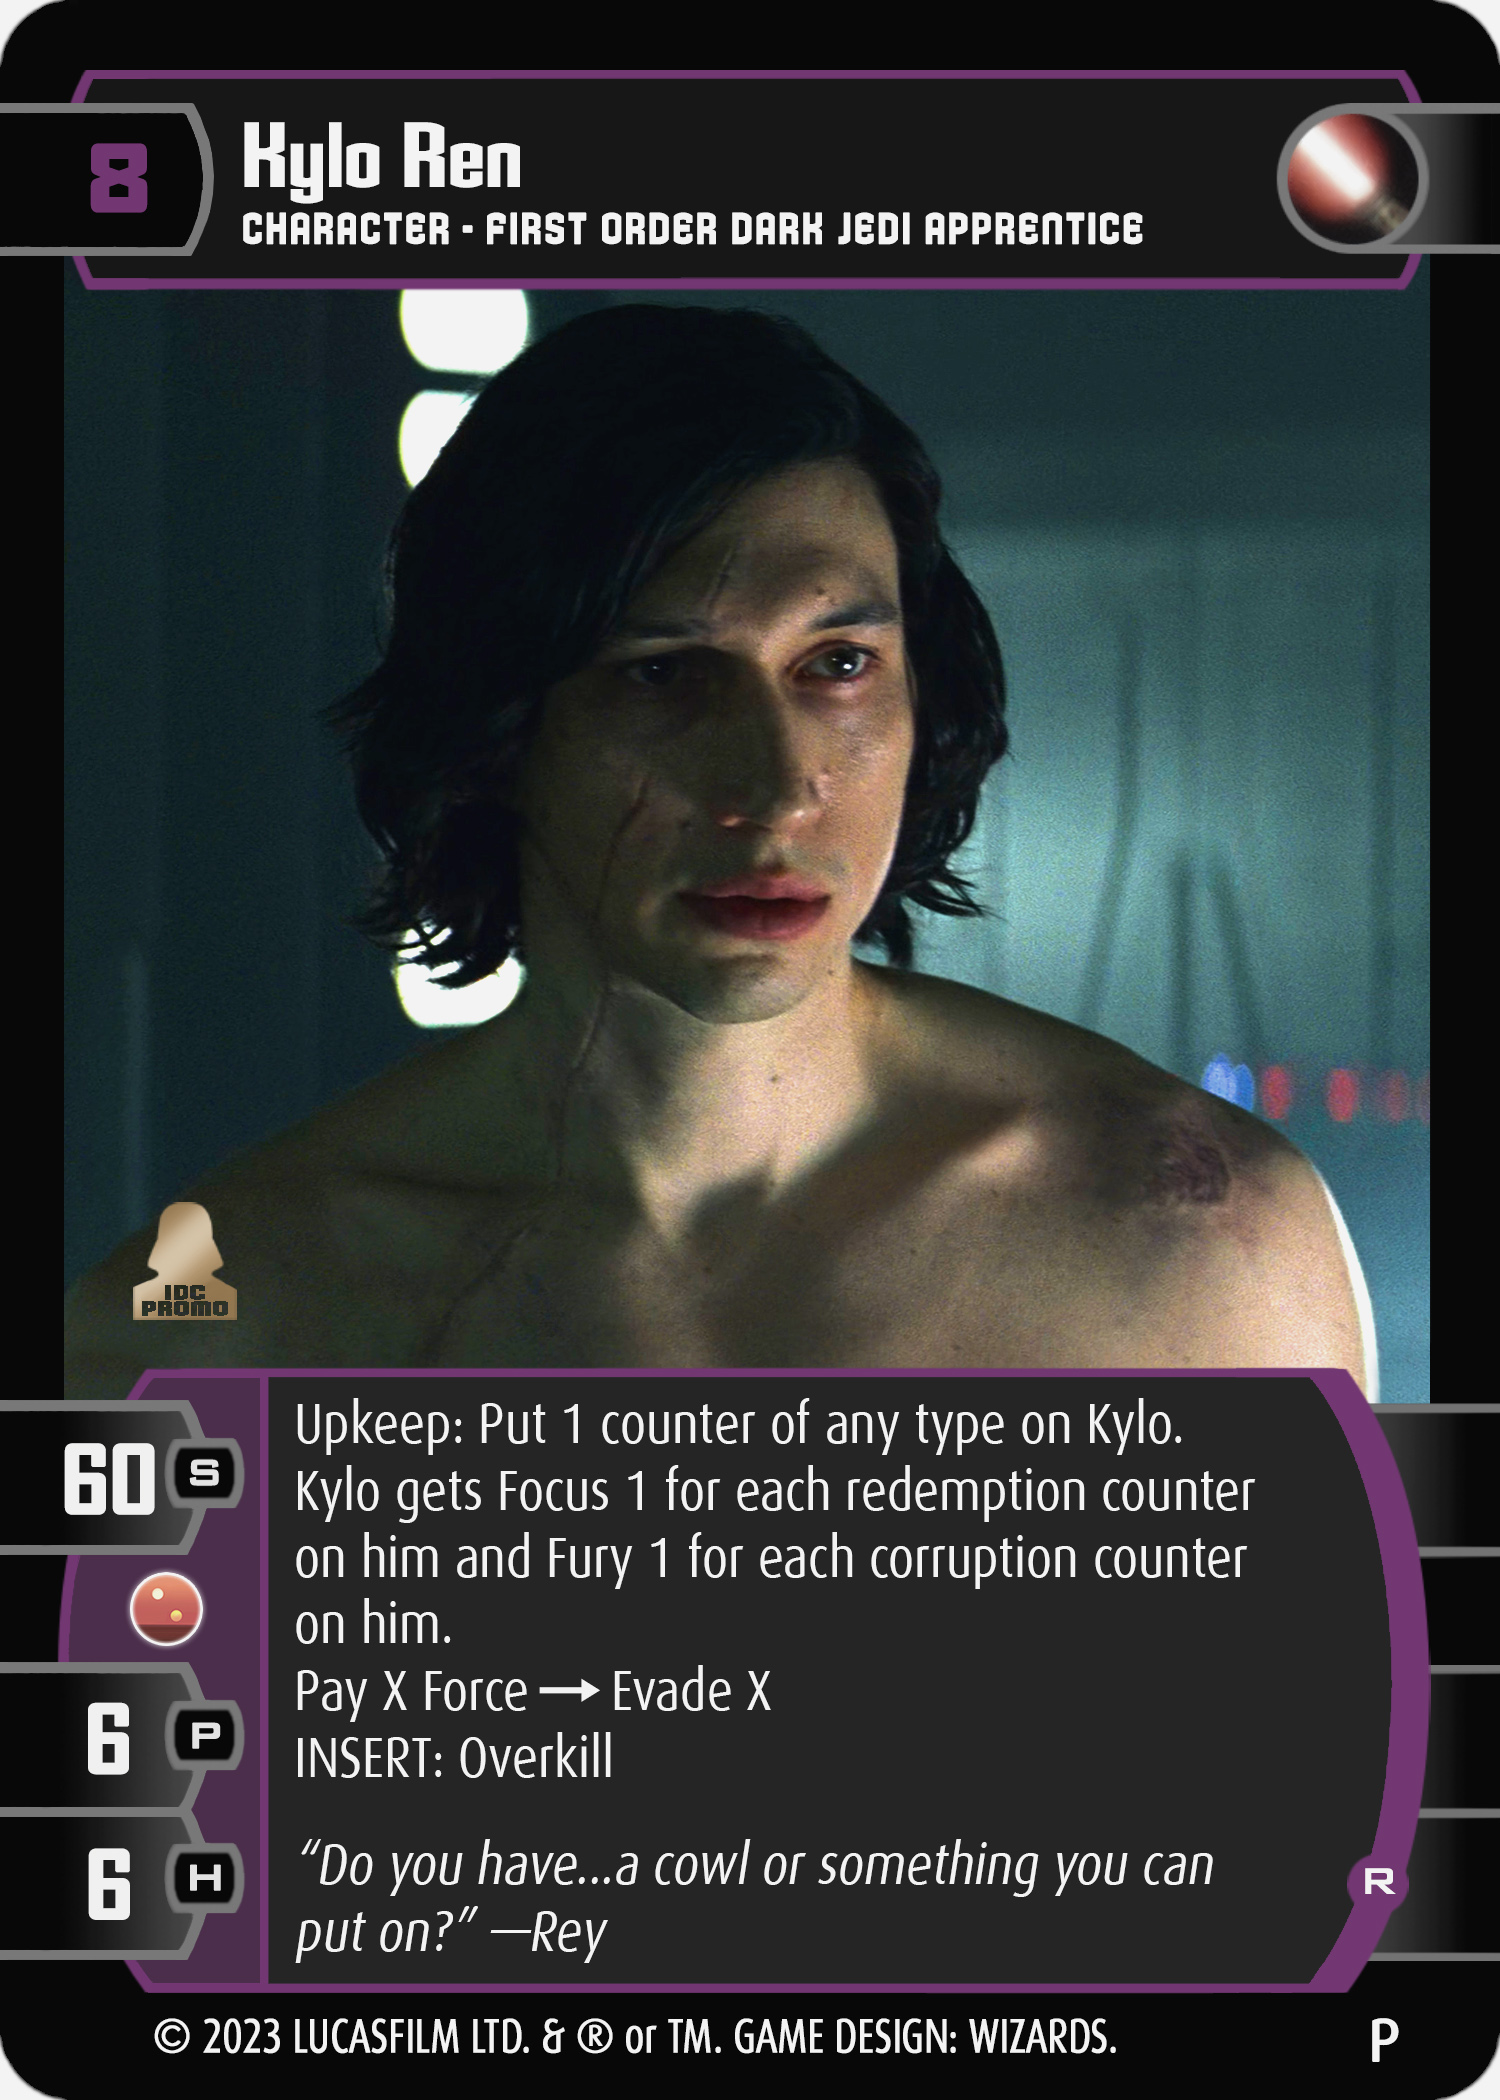 8
Kylo Ren
CHARACTER - FIRST ORDER DARK JEDI APPRENTICE
IDC
PROMO
60 S
6 P
6 H
Upkeep: Put 1 counter of any type on Kylo.
Kylo gets Focus 1 for each redemption counter
on him and Fury 1 for each corruption counter
on him.
Pay X Force → Evade X
INSERT: Overkill
“Do you have...a cowl or something you can
put on?” —Rey
R
© 2023 LUCASFILM LTD. & ® or TM. GAME DESIGN: WIZARDS.
P